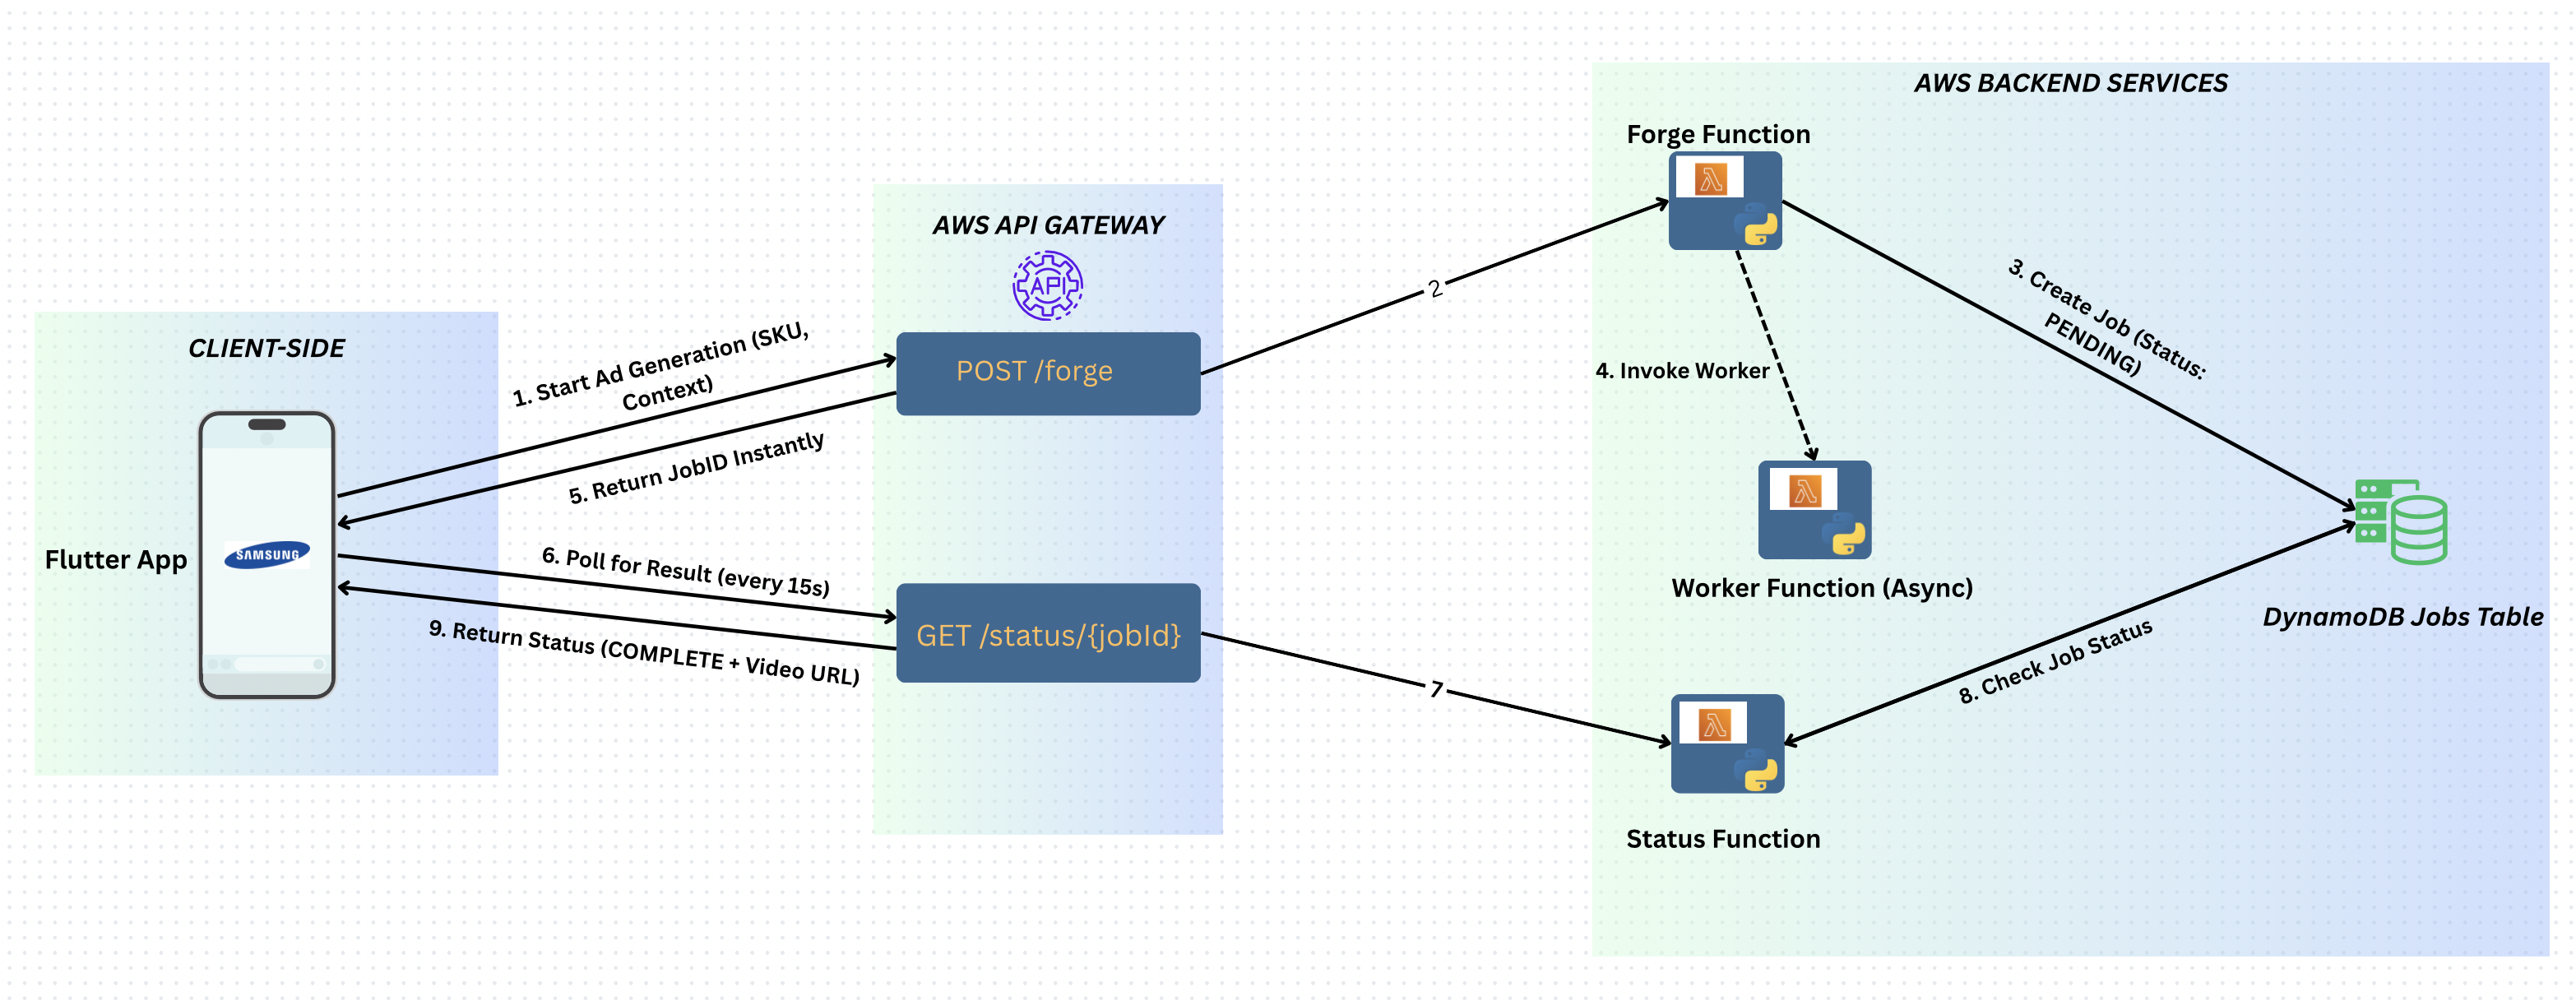 AWS BACKEND SERVICES
Forge Function
AWS API GATEWAY
API
CLIENT-SIDE
1. Start Ad Generation (SKU,
Context)
POST /forge
2
3. Create Job (Status:
PENDING)
4. Invoke Worker
5. Return JobID Instantly
Flutter App
SAMSUNG
6. Poll for Result (every 15s)
Worker Function (Async)
DynamoDB Jobs Table
GET /status/{jobId}
9. Return Status (COMPLETE + Video URL)
7
8. Check Job Status
Status Function